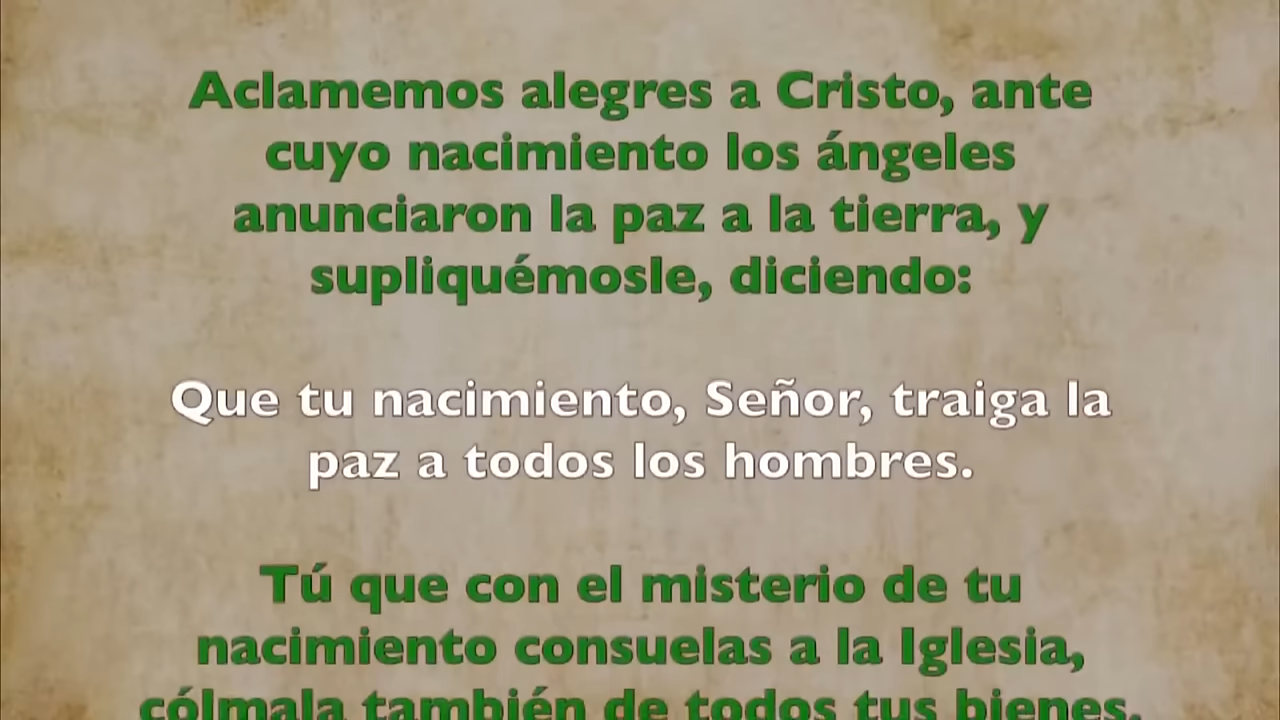 Aclamemos alegres a Cristo, ante
cuyo nacimiento los ángeles
anunciaron la paz a la tierra, y
supliquémosle, diciendo:
Que tu nacimiento, Señor, traiga la
paz a todos los hombres.
Tú que con el misterio de tu
nacimiento consuelas a la Iglesia,
cólmala también de todos tus bienes.